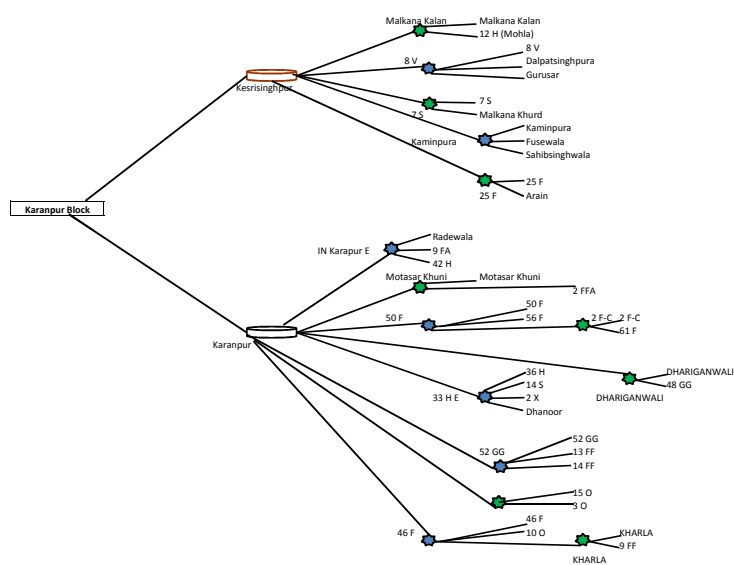 Malkana Kalan
Malkana Kalan
12 H (Mohla)
8 V
8 V
Dalpatsinghpura
Gurusar
Kesrisinghpur
7 S
7 S
Malkana Khurd
Kaminpura
Kaminpura
Fusewala
Sahibsinghwala
25 F
25 F
Arain
Karanpur Block
IN Karapur E
Radewala
9 FA
42 H
Motasar Khuni
Motasar Khuni
2 FFA
50 F
50 F
56 F
2 F-C
2 F-C
61 F
Karanpur
DHARIGANWALI
48 GG
DHARIGANWALI
33 H E
36 H
14 S
2 X
Dhanoor
52 GG
52 GG
13 FF
14 FF
15 O
3 O
46 F
46 F
10 O
KHARLA
9 FF
KHARLA